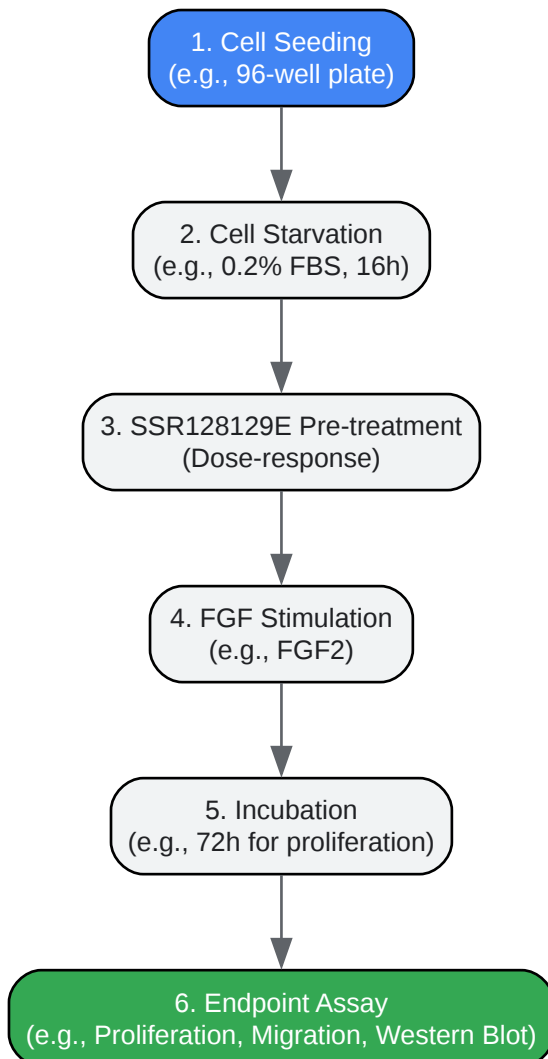 1. Cell Seeding
(e.g., 96-well plate)
2. Cell Starvation
(e.g., 0.2% FBS, 16h)
3. SSR128129E Pre-treatment
(Dose-response)
4. FGF Stimulation
(e.g., FGF2)
5. Incubation
(e.g., 72h for proliferation)
6. Endpoint Assay
(e.g., Proliferation, Migration, Western Blot)